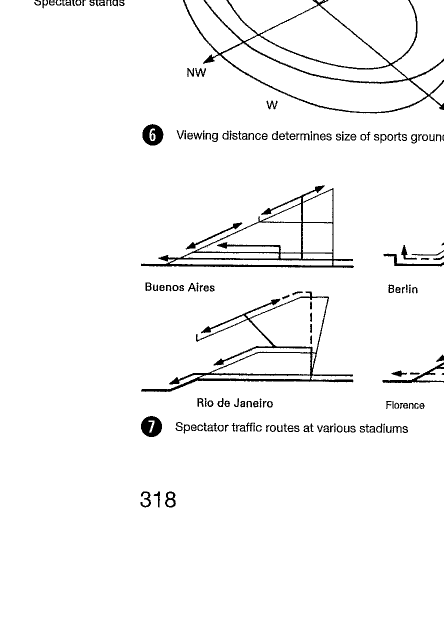 Spectator stands
NW
W
6 Viewing distance determines size of sports groun
Buenos Aires
Berlin
Rio de Janeiro
Florence
7 Spectator traffic routes at various stadiums
318